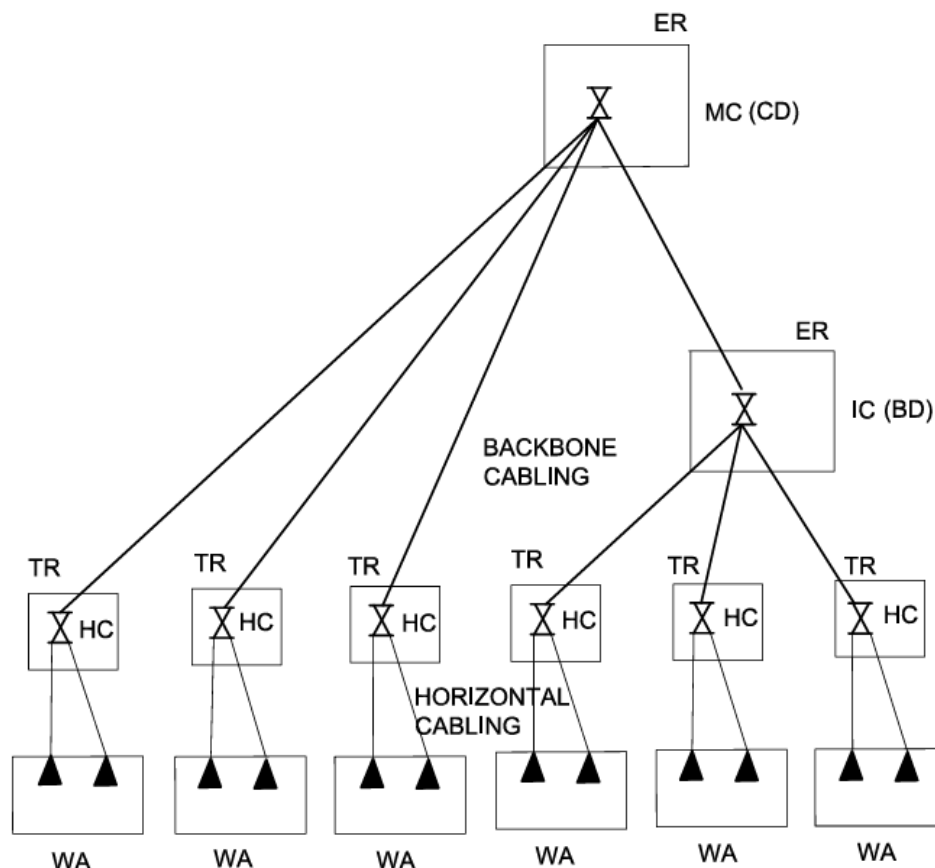 ER
MC (CD)
ER
IC (BD)
BACKBONE
CABLING
TR
TR
TR
TR
TR
TR
HC
HC
HC
HC
HC
HC
HORIZONTAL
CABLING
WA
WA
WA
WA
WA
WA